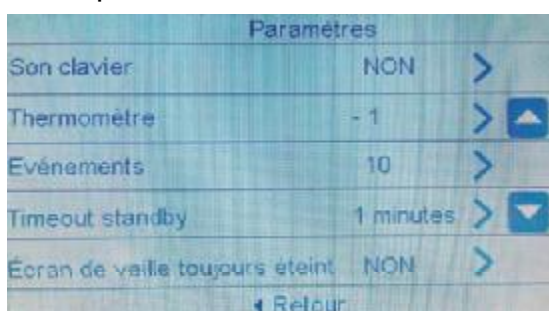 Paramètres
Son clavier NON
Thermomètre - 1
Evénements 10
Timeout standby 1 minutes
Écran de veille toujours éteint NON
Retour